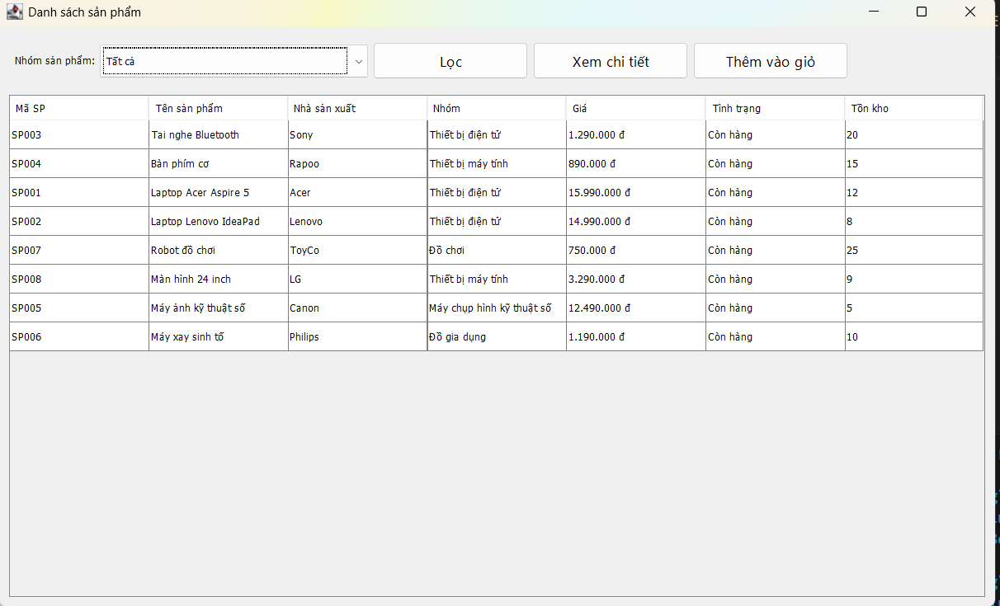 Danh sách sản phẩm
Nhóm sản phẩm: Tất cả Lọc Xem chi tiết Thêm vào giỏ
Mã SP Tên sản phẩm Nhà sản xuất Nhóm Giá Tình trạng Tồn kho
SP003 Tai nghe Bluetooth Sony Thiết bị điện tử 1.290.000 đ Còn hàng 20
SP004 Bàn phím cơ Rapoo Thiết bị máy tính 890.000 đ Còn hàng 15
SP001 Laptop Acer Aspire 5 Acer Thiết bị điện tử 15.990.000 đ Còn hàng 12
SP002 Laptop Lenovo IdeaPad Lenovo Thiết bị điện tử 14.990.000 đ Còn hàng 8
SP007 Robot đồ chơi ToyCo Đồ chơi 750.000 đ Còn hàng 25
SP008 Màn hình 24 inch LG Thiết bị máy tính 3.290.000 đ Còn hàng 9
SP005 Máy ảnh kỹ thuật số Canon Máy chụp hình kỹ thuật số 12.490.000 đ Còn hàng 5
SP006 Máy xay sinh tố Philips Đồ gia dụng 1.190.000 đ Còn hàng 10